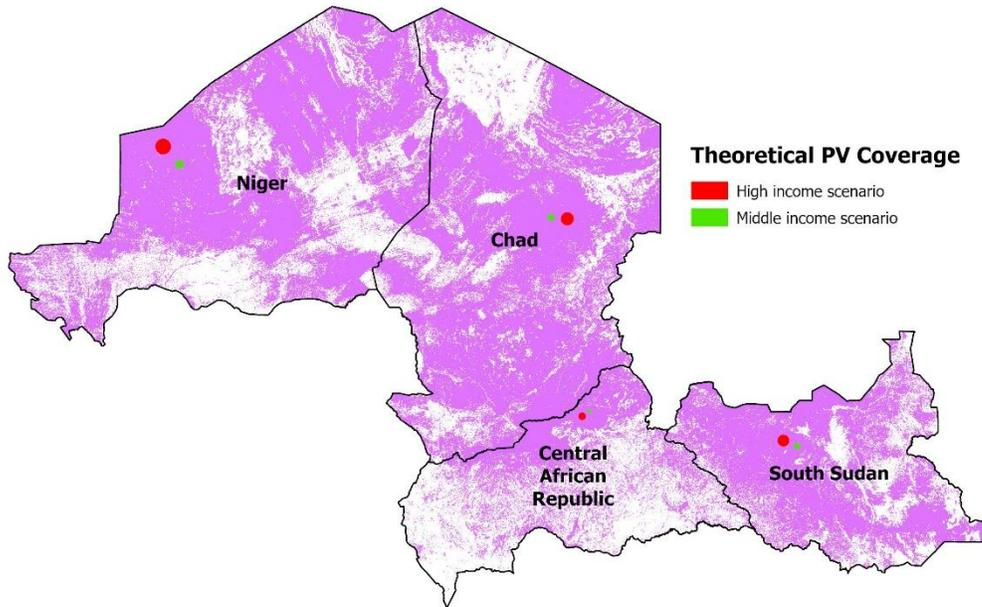 Theoretical PV Coverage
High income scenario
Middle income scenario
Niger
Chad
Central
African
Republic
South Sudan